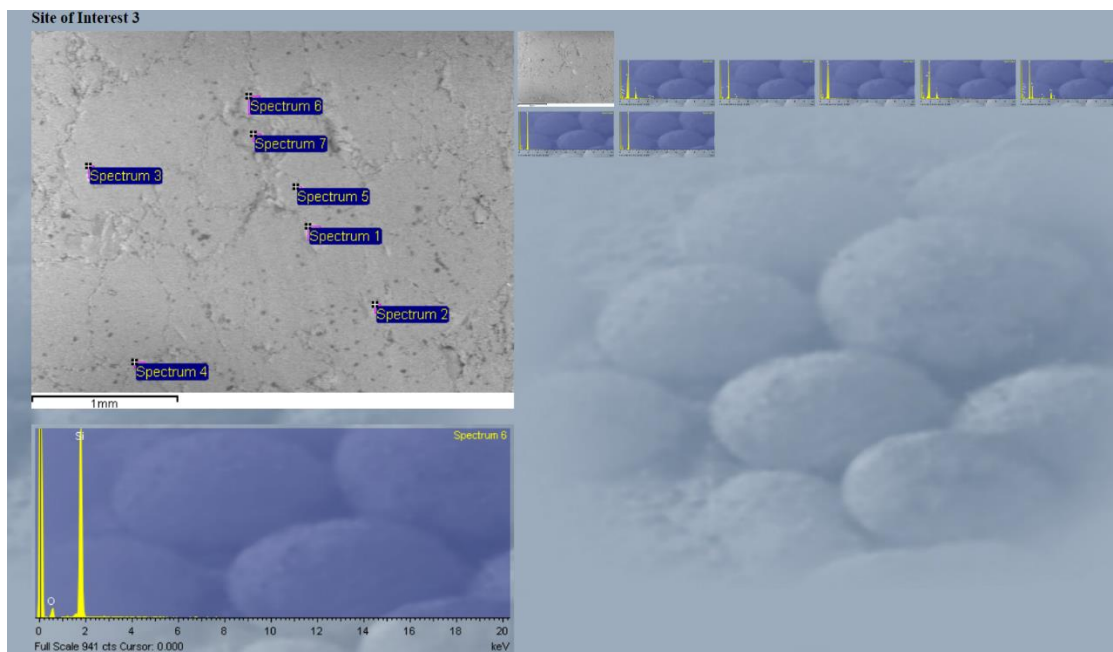 Site of Interest 3
Spectrum 6
Spectrum 7
Spectrum 3
Spectrum 5
Spectrum 1
Spectrum 2
Spectrum 4
1mm
Spectrum 6
Si
O
0 2 4 6 8 10 12 14 16 18 20
Full Scale 941 cts Cursor: 0.000 keV